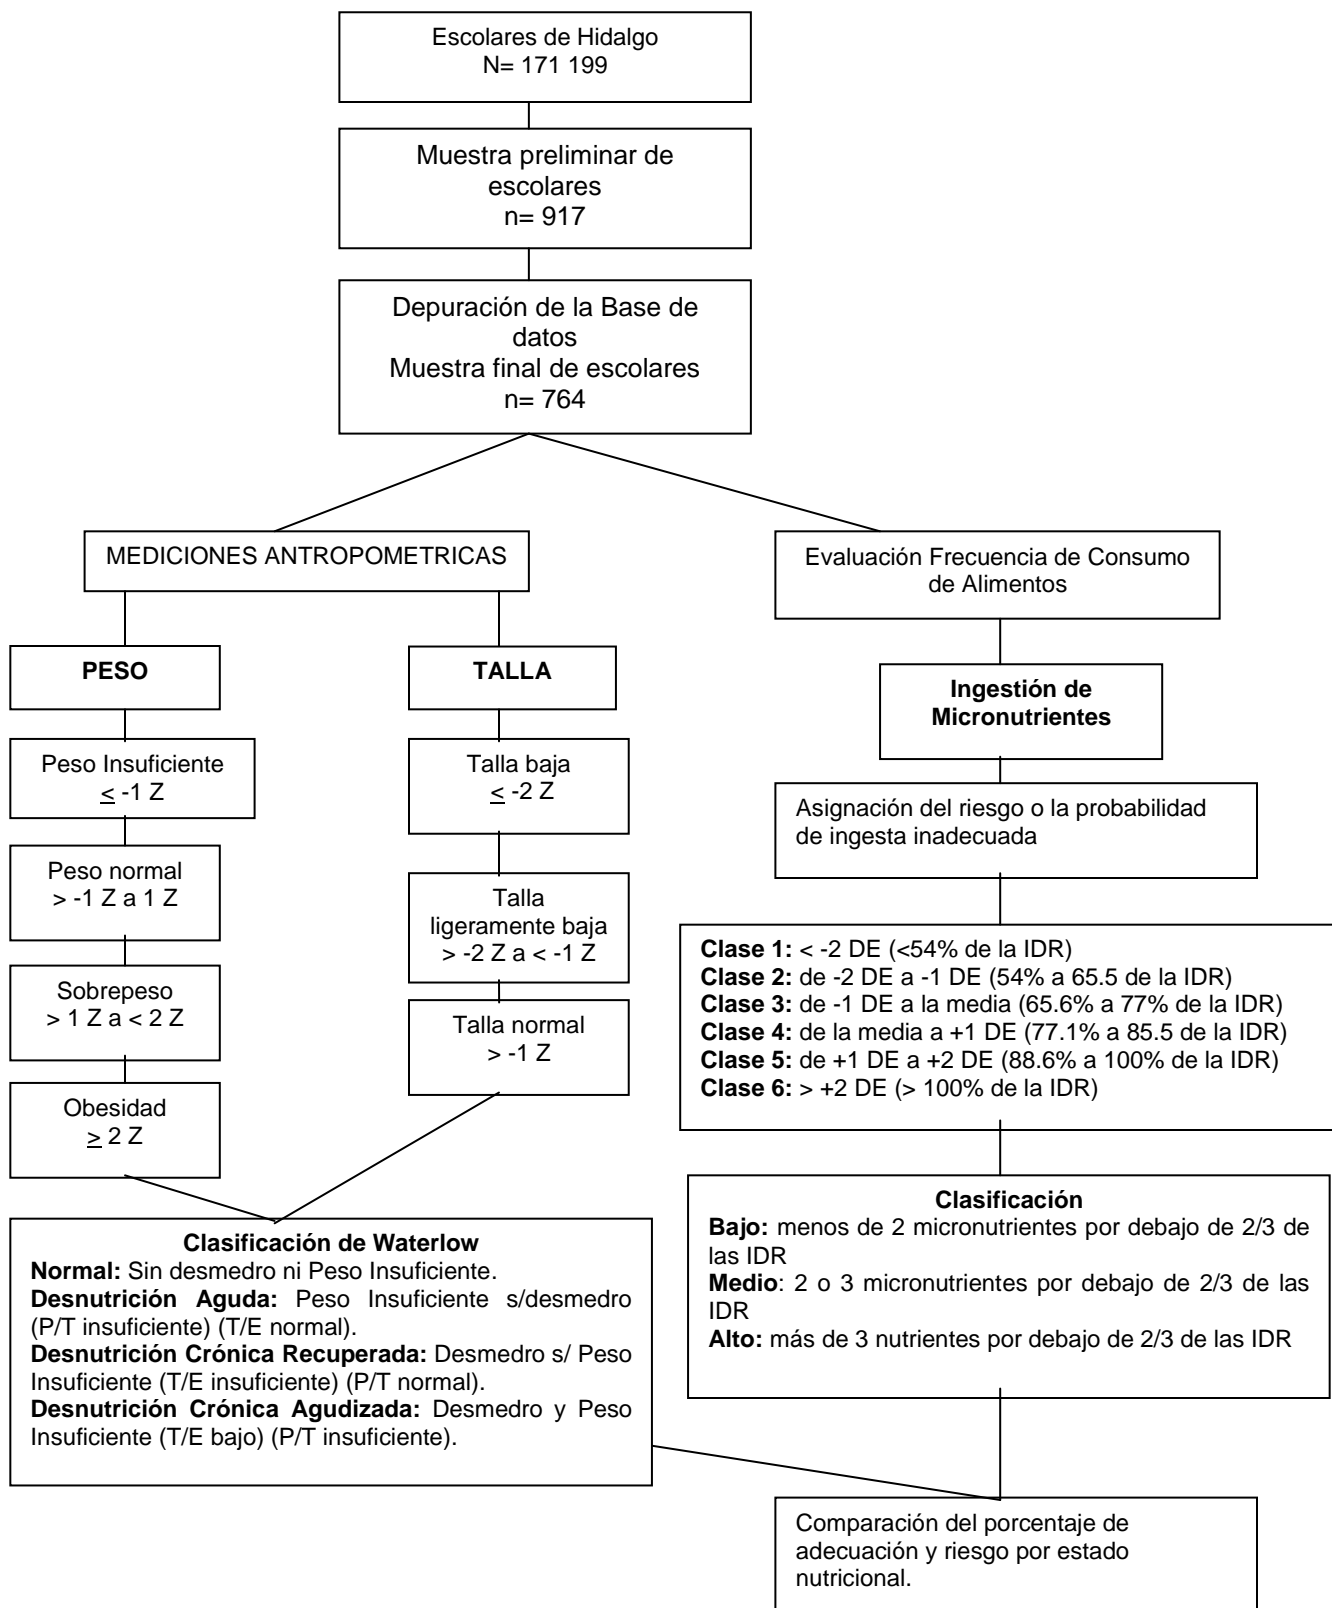 Escolares de Hidalgo
N= 171 199
Muestra preliminar de
escolares
n= 917
Depuración de la Base de
datos
Muestra final de escolares
n= 764
MEDICIONES ANTROPOMETRICAS
PESO
Peso Insuficiente
≤ -1 Z
Peso normal
> -1 Z a 1 Z
Sobrepeso
> 1 Z a < 2 Z
Obesidad
≥ 2 Z
TALLA
Talla baja
≤ -2 Z
Talla
ligeramente baja
> -2 Z a < -1 Z
Talla normal
> -1 Z
Clasificación de Waterlow
Normal: Sin desmedro ni Peso Insuficiente.
Desnutrición Aguda: Peso Insuficiente s/desmedro
(P/T insuficiente) (T/E normal).
Desnutrición Crónica Recuperada: Desmedro s/ Peso
Insuficiente (T/E insuficiente) (P/T normal).
Desnutrición Crónica Agudizada: Desmedro y Peso
Insuficiente (T/E bajo) (P/T insuficiente).
Evaluación Frecuencia de Consumo
de Alimentos
Ingestión de
Micronutrientes
Asignación del riesgo o la probabilidad
de ingesta inadecuada
Clase 1: < -2 DE (<54% de la IDR)
Clase 2: de -2 DE a -1 DE (54% a 65.5 de la IDR)
Clase 3: de -1 DE a la media (65.6% a 77% de la IDR)
Clase 4: de la media a +1 DE (77.1% a 85.5 de la IDR)
Clase 5: de +1 DE a +2 DE (88.6% a 100% de la IDR)
Clase 6: > +2 DE (> 100% de la IDR)
Clasificación
Bajo: menos de 2 micronutrientes por debajo de 2/3 de
las IDR
Medio: 2 o 3 micronutrientes por debajo de 2/3 de las
IDR
Alto: más de 3 nutrientes por debajo de 2/3 de las IDR
Comparación del porcentaje de
adecuación y riesgo por estado
nutricional.